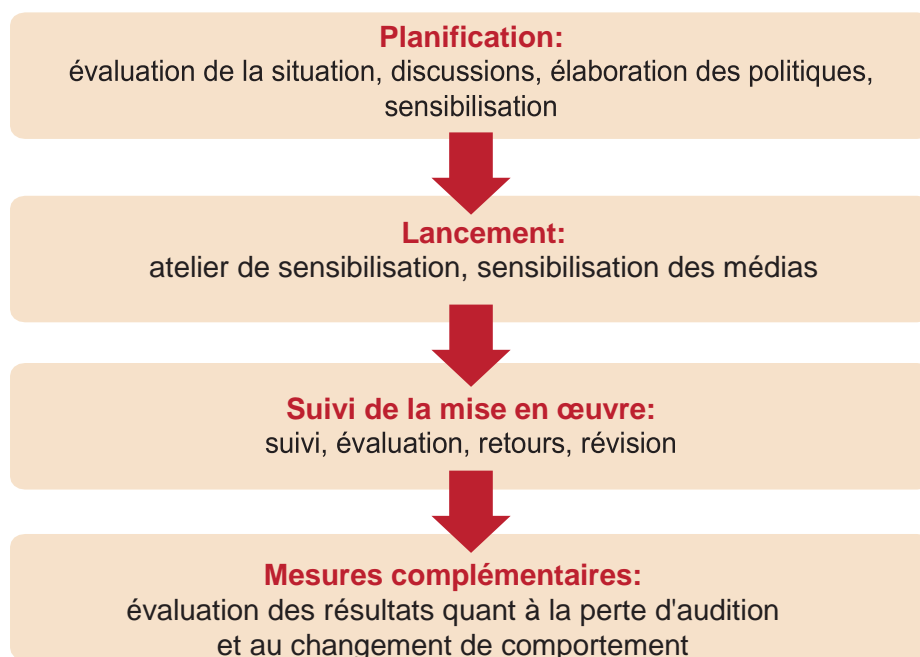 Planification:
évaluation de la situation, discussions, élaboration des politiques,
sensibilisation
Lancement:
atelier de sensibilisation, sensibilisation des médias
Suivi de la mise en œuvre:
suivi, évaluation, retours, révision
Mesures complémentaires:
évaluation des résultats quant à la perte d'audition
et au changement de comportement